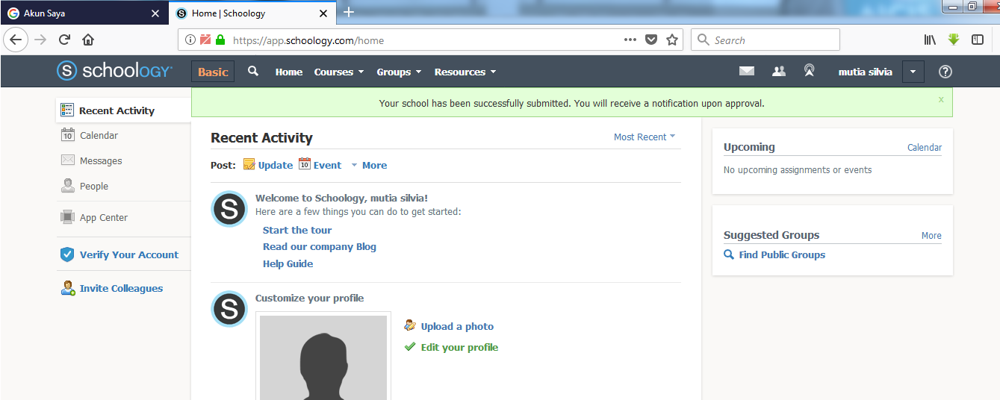 Akun Saya
Home | Schoology
https://app.schoology.com/home
Search
S schoology
Basic
Home Courses Groups Resources
mutia silvia
Your school has been successfully submitted. You will receive a notification upon approval.
x
Recent Activity
10 Calendar
Messages
People
App Center
Verify Your Account
Invite Colleagues
Recent Activity
Most Recent
Post: Update 10 Event More
S
Welcome to Schoology, mutia silvia!
Here are a few things you can do to get started:
Start the tour
Read our company Blog
Help Guide
S
Customize your profile
Upload a photo
Edit your profile
Upcoming
Calendar
No upcoming assignments or events
Suggested Groups
More
Find Public Groups